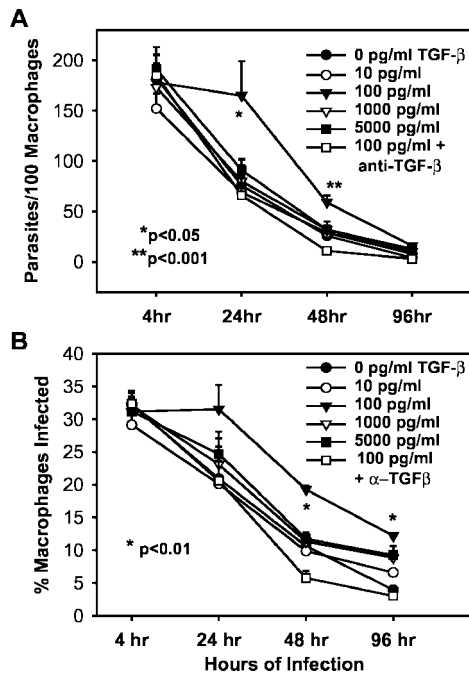 A
Parasites/100 Macrophages
200
150
100
50
0
0 pg/ml TGF-β
10 pg/ml
100 pg/ml
1000 pg/ml
5000 pg/ml
100 pg/ml +
anti-TGF-β
*
**
*p<0.05
**p<0.001
4hr
24hr
48hr
96hr
B
% Macrophages Infected
40
35
30
25
20
15
10
5
0
0 pg/ml TGF-β
10 pg/ml
100 pg/ml
1000 pg/ml
5000 pg/ml
100 pg/ml
+ α-TGFβ
*
*
* p<0.01
4 hr
24 hr
48 hr
96 hr
Hours of Infection